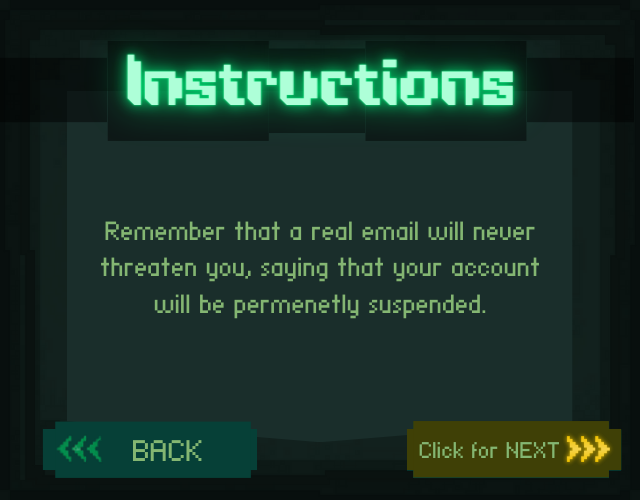 Instructions
Remember that a real email will never
threaten you, saying that your account
will be permenetly suspended.
BACK
Click for NEXT